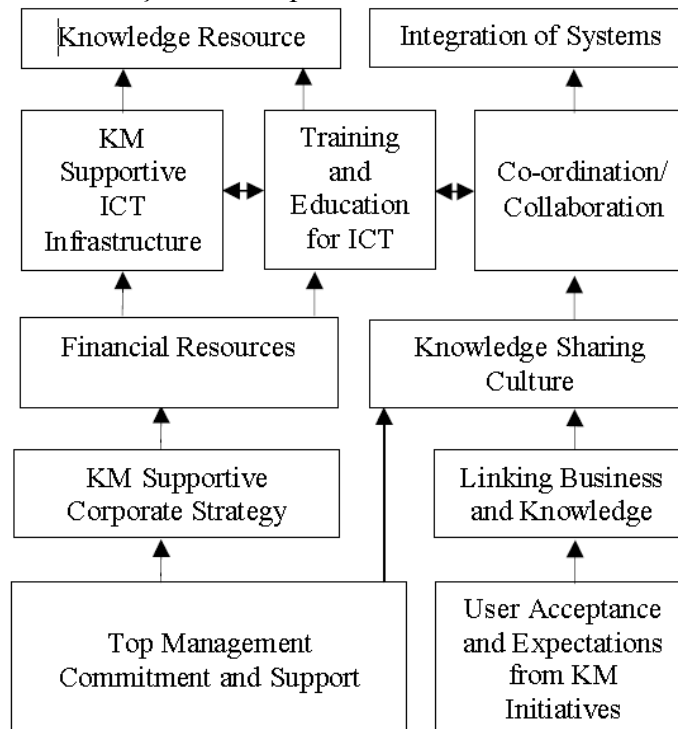 Knowledge Resource
Integration of Systems
KM
Supportive
ICT
Infrastructure
Training
and
Education
for ICT
Co-ordination/
Collaboration
Financial Resources
Knowledge Sharing
Culture
KM Supportive
Corporate Strategy
Linking Business
and Knowledge
Top Management
Commitment and Support
User Acceptance
and Expectations
from KM
Initiatives